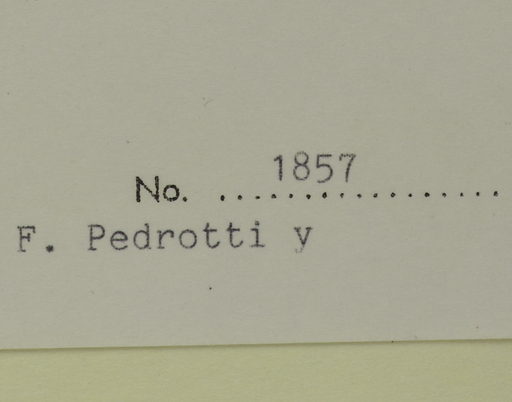 No. 1857
F. Pedrotti y